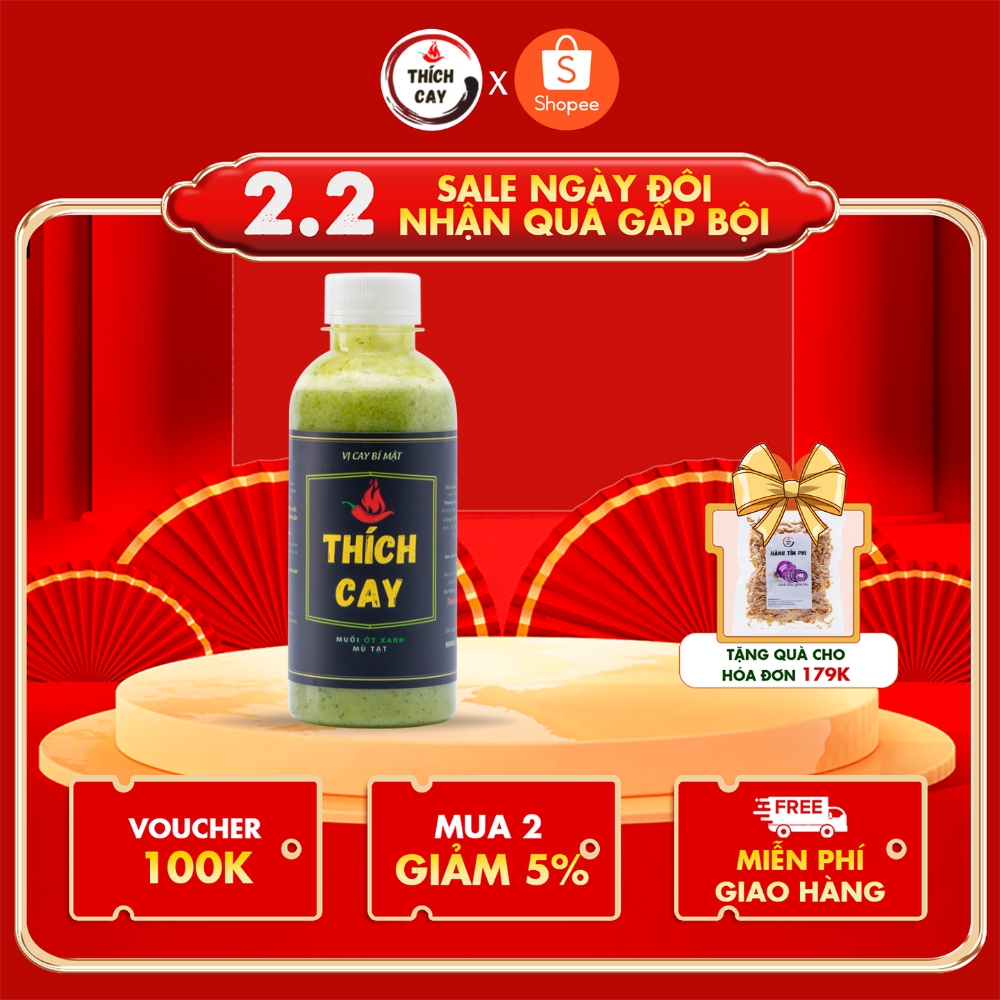 THÍCH
CAY
X
S
Shopee
2.2
SALE NGÀY ĐÔI
NHẬN QUÀ GẤP BỘI
VỊ CAY BÍ MẬT
THÍCH
CAY
MUỐI ỚT XANH
MÙ TẠT
HÀNH TÍM PHI
TẶNG QUÀ CHO
HÓA ĐƠN 179K
VOUCHER
100K
MUA 2
GIẢM 5%
FREE
MIỄN PHÍ
GIAO HÀNG